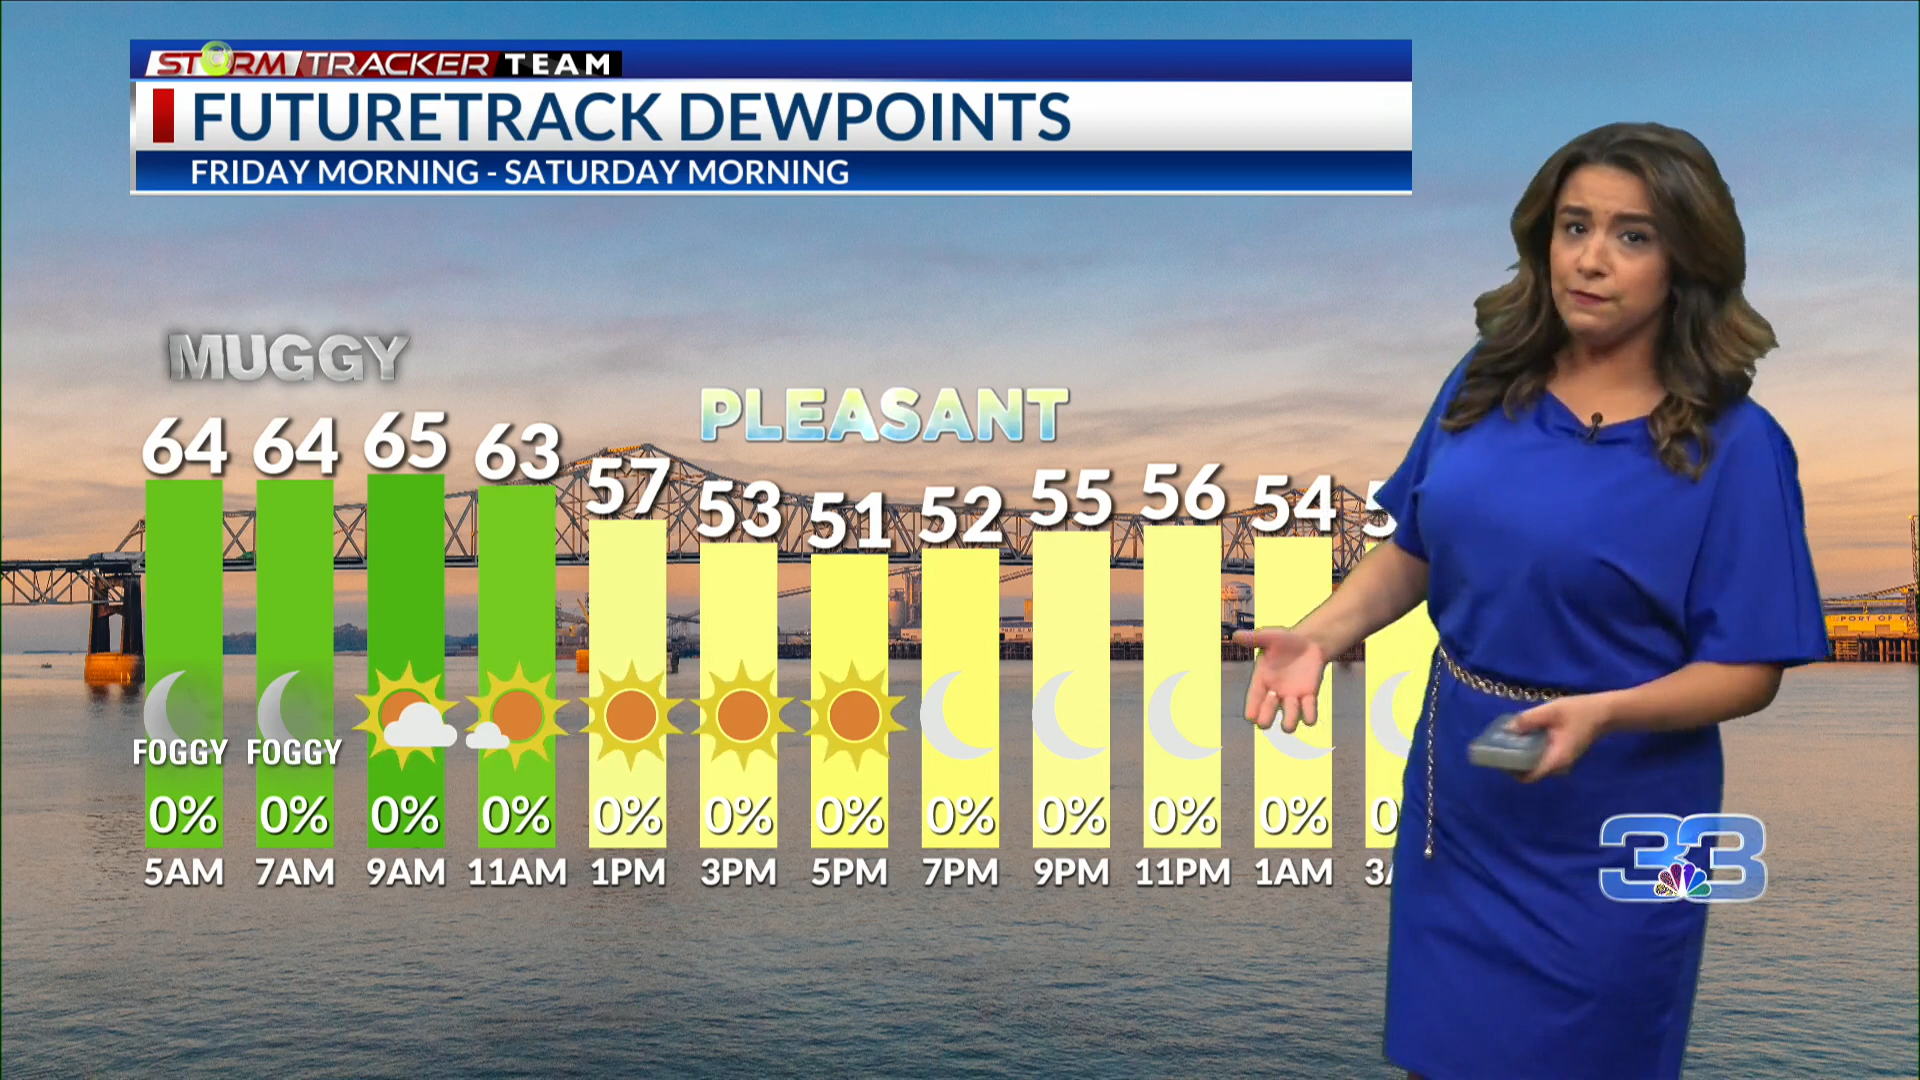 STORM TRACKER TEAM
FUTURETRACK DEWPOINTS
FRIDAY MORNING - SATURDAY MORNING
MUGGY
PLEASANT
64 64 65 63 57 53 51 52 55 56 54
FOGGY FOGGY
0% 0% 0% 0% 0% 0% 0% 0% 0% 0% 0% 0
5AM 7AM 9AM 11AM 1PM 3PM 5PM 7PM 9PM 11PM 1AM
33